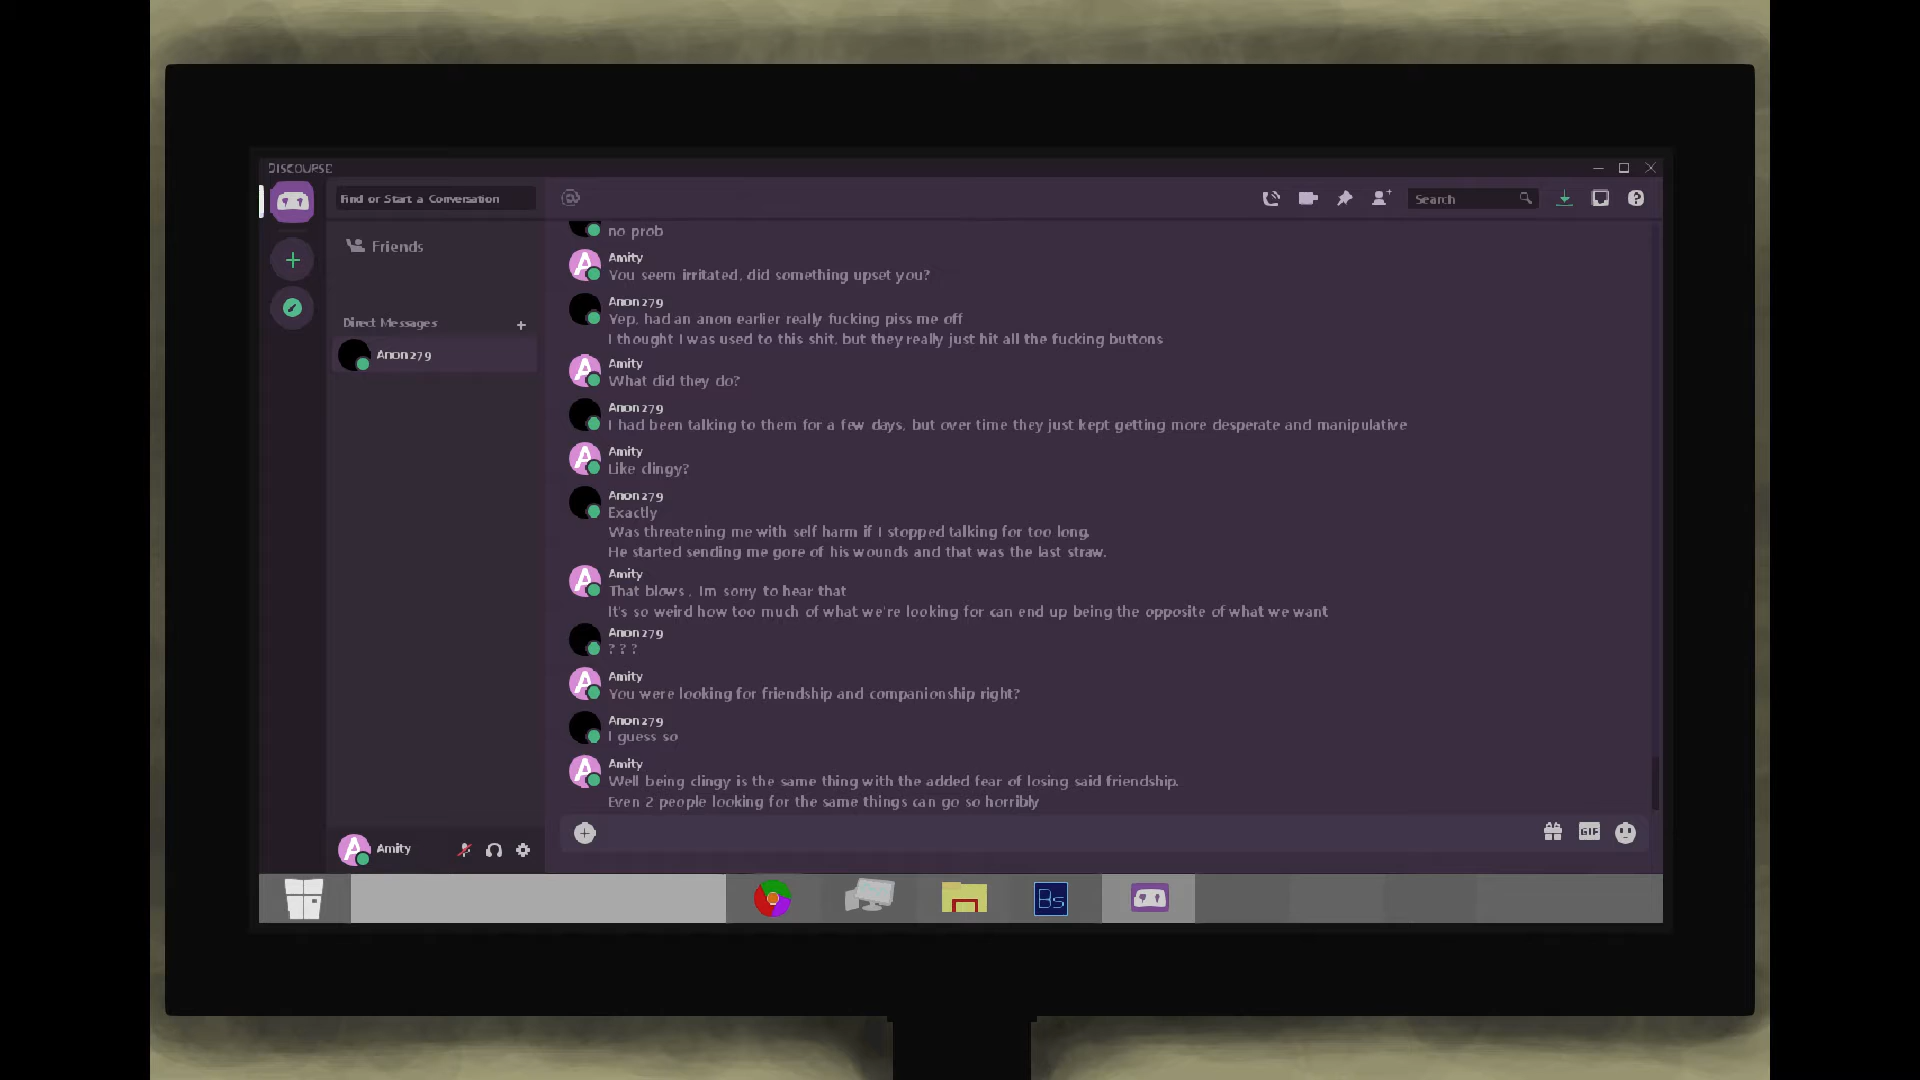 DISCOURSE
Find or Start a Conversation
Search
Friends
Direct Messages
Anon279
no prob
Amity
You seem irritated, did something upset you?
Anon279
Yep, had an anon earlier really fucking piss me off
I thought I was used to this shit, but they really just hit all the fucking buttons
Amity
What did they do?
Anon279
I had been talking to them for a few days, but over time they just kept getting more desperate and manipulative
Amity
Like clingy?
Anon279
Exactly
Was threatening me with self harm if I stopped talking for too long,
He started sending me gore of his wounds and that was the last straw.
Amity
That blows , Im sorry to hear that
It's so weird how too much of what we're looking for can end up being the opposite of what we want
Anon279
? ? ?
Amity
You were looking for friendship and companionship right?
Anon279
I guess so
Amity
Well being clingy is the same thing with the added fear of losing said friendship.
Even 2 people looking for the same things can go so horribly
GIF
A Amity
Bs